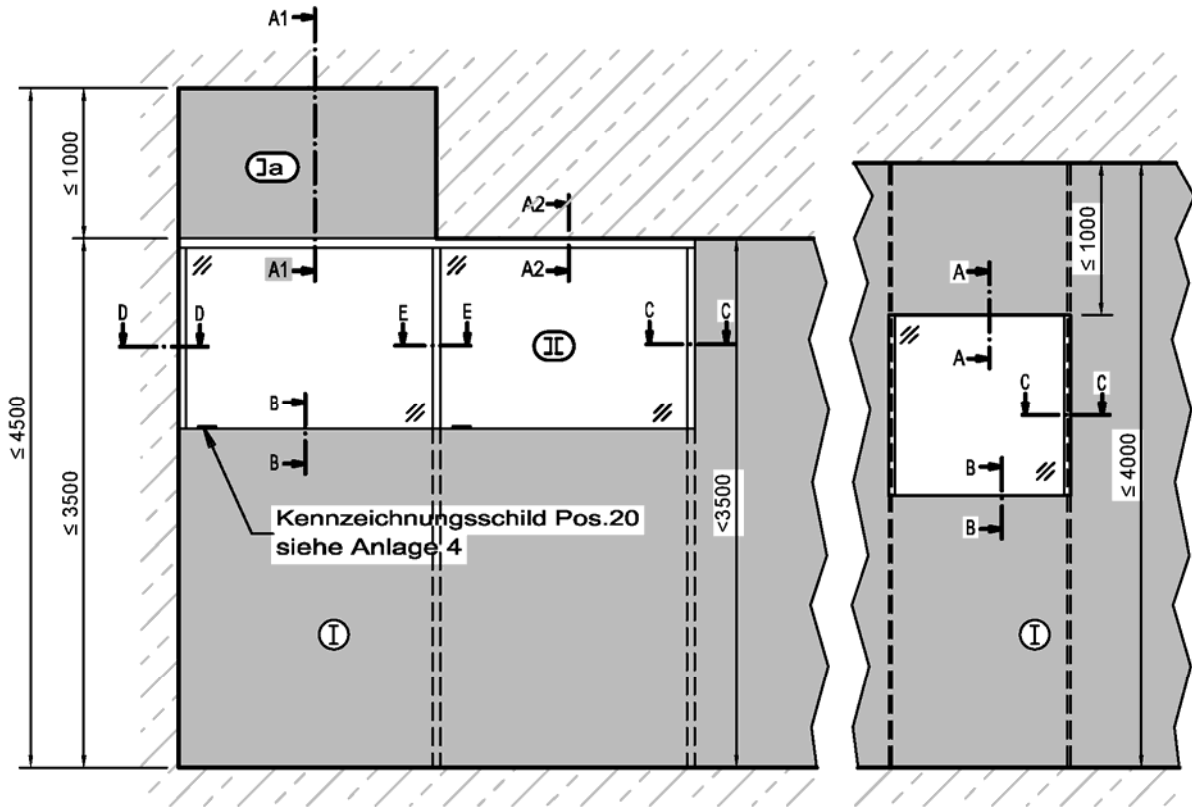 A1
≤ 1000
Ia
A2
A1
A2
≤ 1000
A
D
D
E
E
C
C
II
A
C
C
≤ 4500
B
B
≤ 3500
<3500
≤ 4000
B
B
Kennzeichnungsschild Pos.20
siehe Anlage 4
I
I